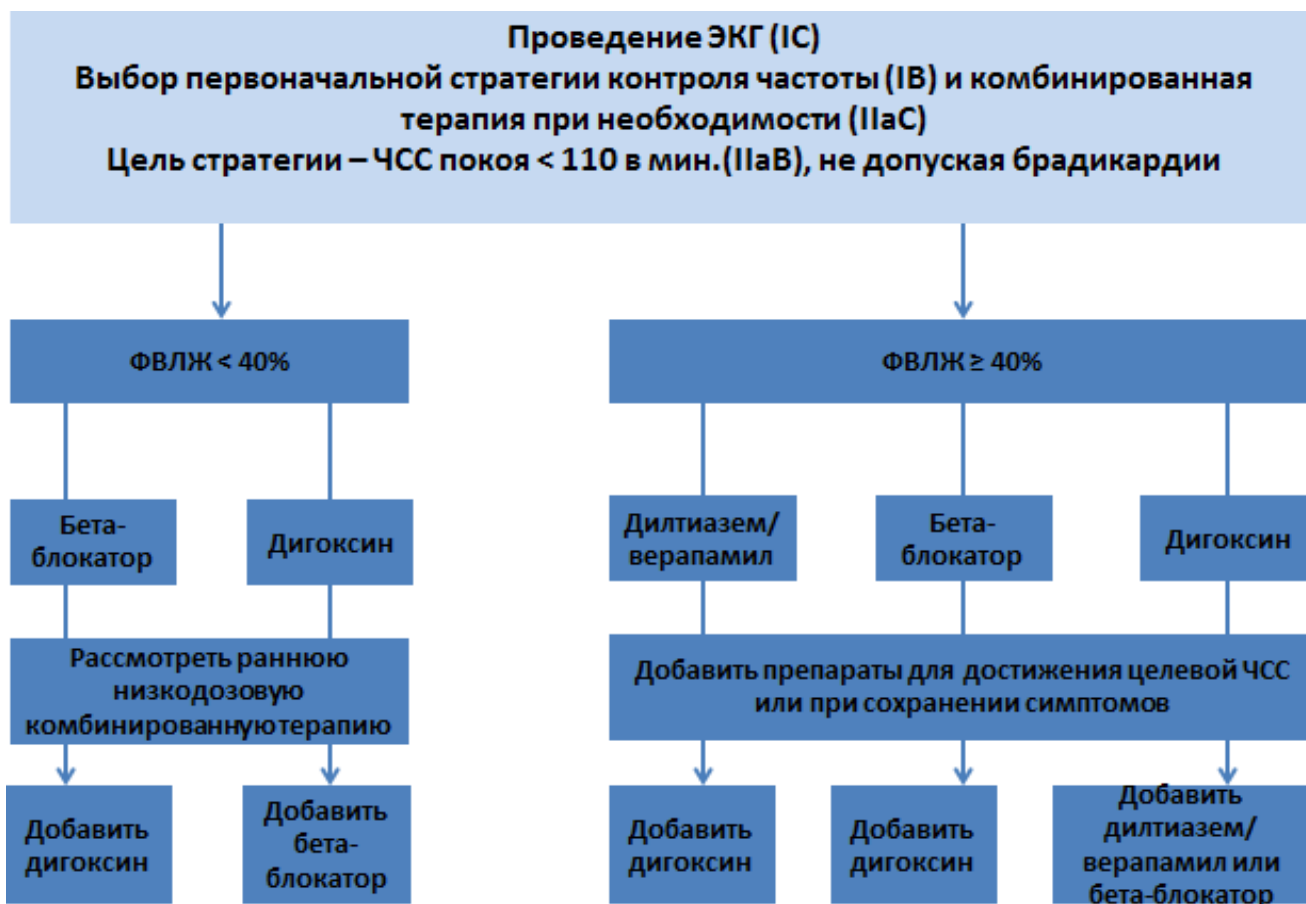 Проведение ЭКГ (IC)
Выбор первоначальной стратегии контроля частоты (IB) и комбинированная
терапия при необходимости (IIaC)
Цель стратегии – ЧСС покоя < 110 в мин.(IIaB), не допуская брадикардии
ФВЛЖ < 40%
ФВЛЖ ≥ 40%
Бета-
блокатор
Дигоксин
Дилтиазем/
верапамил
Бета-
блокатор
Дигоксин
Рассмотреть раннюю
низкодозовую
комбинированную терапию
Добавить препараты для достижения целевой ЧСС
или при сохранении симптомов
Добавить
дигоксин
Добавить
бета-
блокатор
Добавить
дигоксин
Добавить
дигоксин
Добавить
дилтиазем/
верапамил или
бета-блокатор